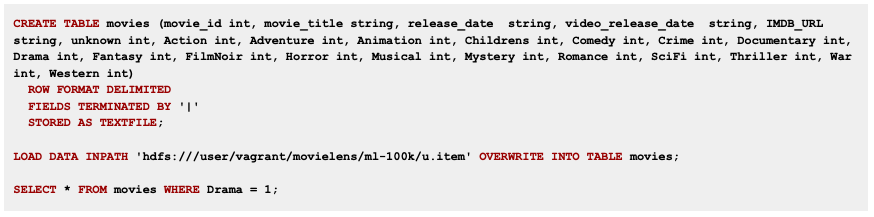 CREATE TABLE movies (movie_id int, movie_title string, release_date  string, video_release_date  string, IMDB_URL
string, unknown int, Action int, Adventure int, Animation int, Childrens int, Comedy int, Crime int, Documentary int,
Drama int, Fantasy int, FilmNoir int, Horror int, Musical int, Mystery int, Romance int, SciFi int, Thriller int, War
int, Western int)
  ROW FORMAT DELIMITED
  FIELDS TERMINATED BY '|'
  STORED AS TEXTFILE;
LOAD DATA INPATH 'hdfs:///user/vagrant/movielens/ml-100k/u.item' OVERWRITE INTO TABLE movies;
SELECT * FROM movies WHERE Drama = 1;